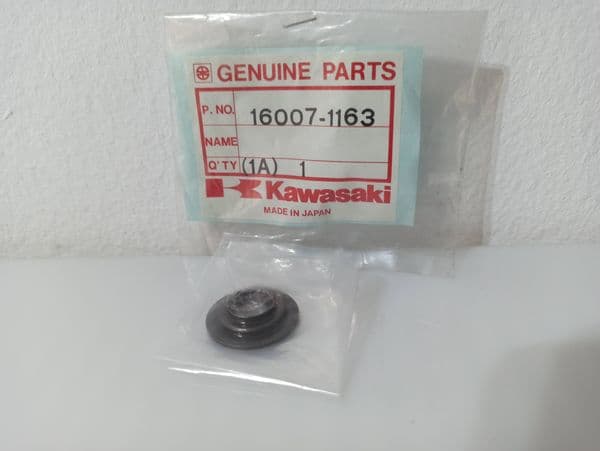 GENUINE PARTS
P. NO. 16007-1163
NAME
Q'TY (1A) 1
Kawasaki
MADE IN JAPAN